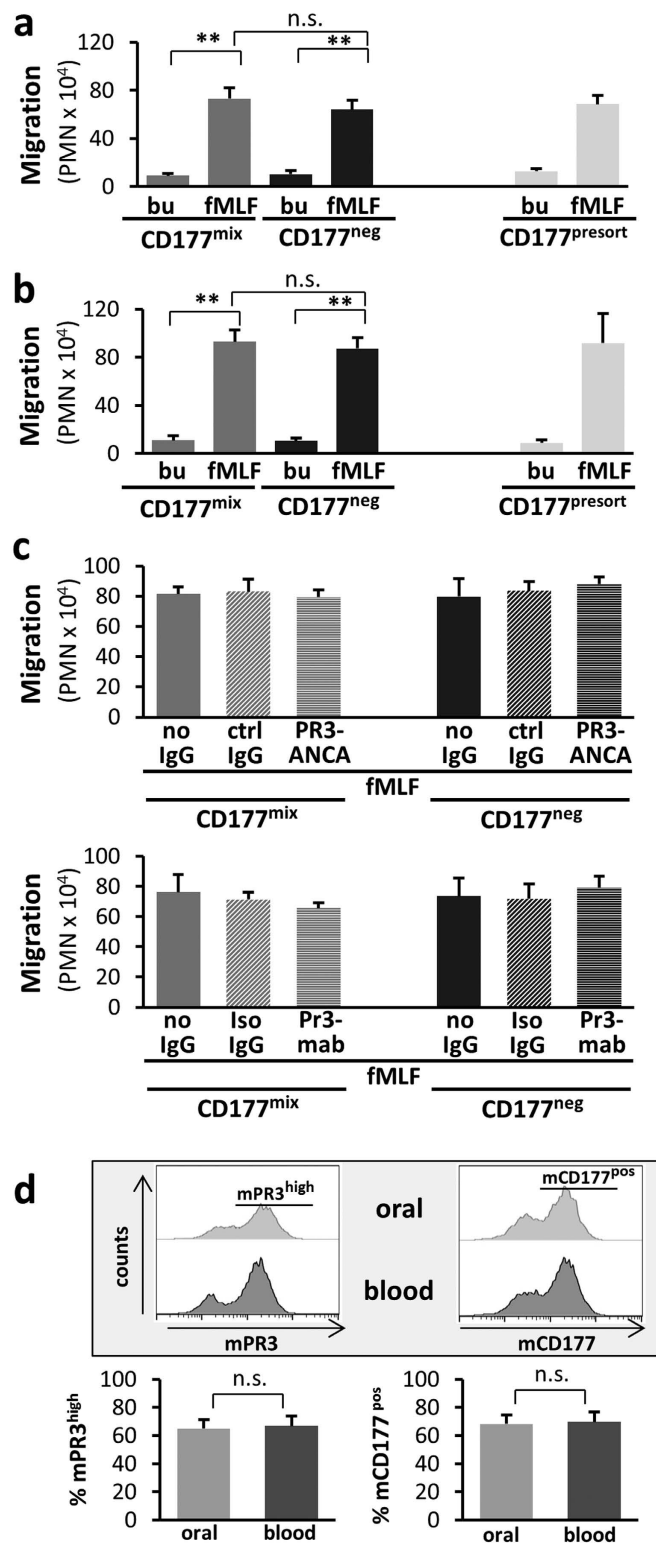 a
n.s.
** **
Migration
(PMN x 10⁴)
120
80
40
0
bu fMLF bu fMLF bu fMLF
CD177mix CD177neg CD177presort
b
n.s.
** **
Migration
(PMN x 10⁴)
120
80
40
0
bu fMLF bu fMLF bu fMLF
CD177mix CD177neg CD177presort
c
Migration
(PMN x 10⁴)
100
80
60
40
20
0
no ctrl PR3- no ctrl PR3-
IgG IgG ANCA IgG IgG ANCA
fMLF
CD177mix CD177neg
Migration
(PMN x 10⁴)
100
80
60
40
20
0
no Iso Pr3- no Iso Pr3-
IgG IgG mab IgG IgG mab
fMLF
CD177mix CD177neg
d
counts
mPR3high mCD177pos
oral
blood
mPR3 mCD177
% mPR3high
100
80
60
40
20
0
n.s.
oral blood
% mCD177 pos
100
80
60
40
20
0
n.s.
oral blood